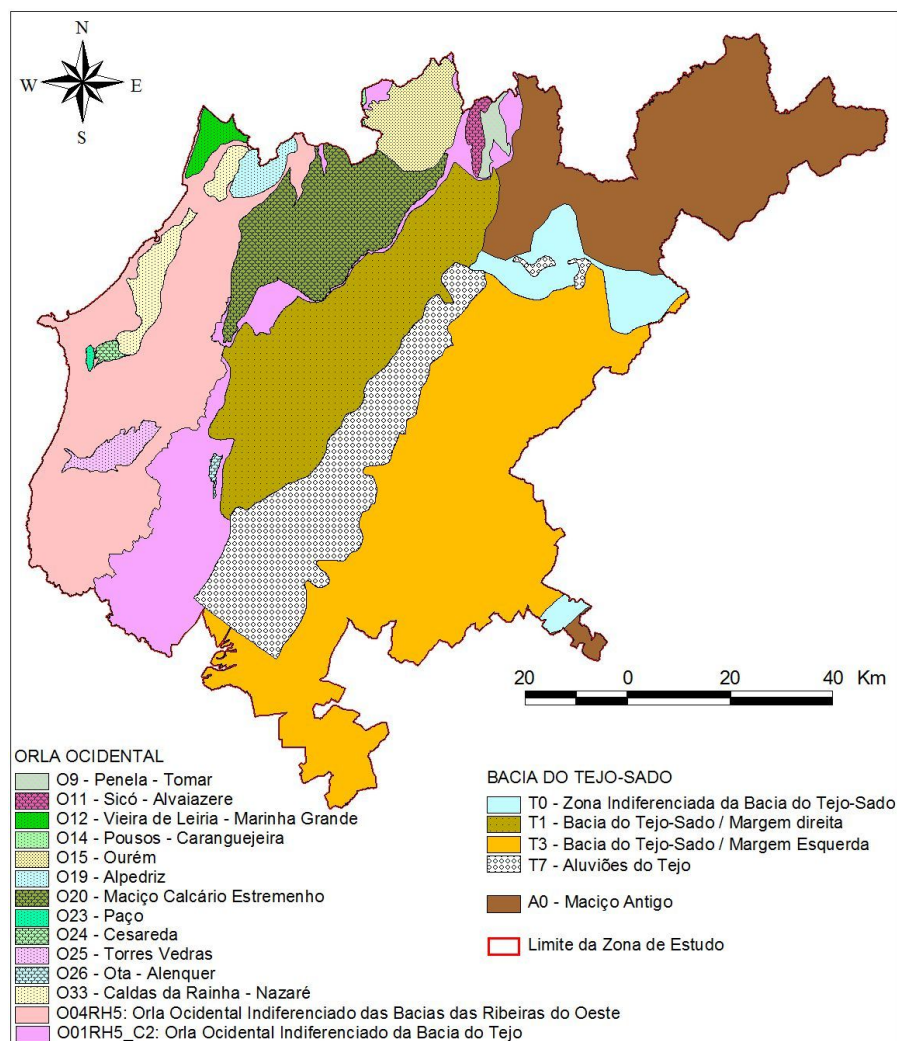 N
W
E
S
20 0 20 40 Km
ORLA OCIDENTAL
O9 - Penela - Tomar
O11 - Sicó - Alvaiazere
O12 - Vieira de Leiria - Marinha Grande
O14 - Pousos - Caranguejeira
O15 - Ourém
O19 - Alpedriz
O20 - Maciço Calcário Estremenho
O23 - Paço
O24 - Cesareda
O25 - Torres Vedras
O26 - Ota - Alenquer
O33 - Caldas da Rainha - Nazaré
O04RH5: Orla Ocidental Indiferenciado das Bacias das Ribeiras do Oeste
O01RH5_C2: Orla Ocidental Indiferenciado da Bacia do Tejo
BACIA DO TEJO-SADO
T0 - Zona Indiferenciada da Bacia do Tejo-Sado
T1 - Bacia do Tejo-Sado / Margem direita
T3 - Bacia do Tejo-Sado / Margem Esquerda
T7 - Aluviões do Tejo
A0 - Maciço Antigo
Limite da Zona de Estudo